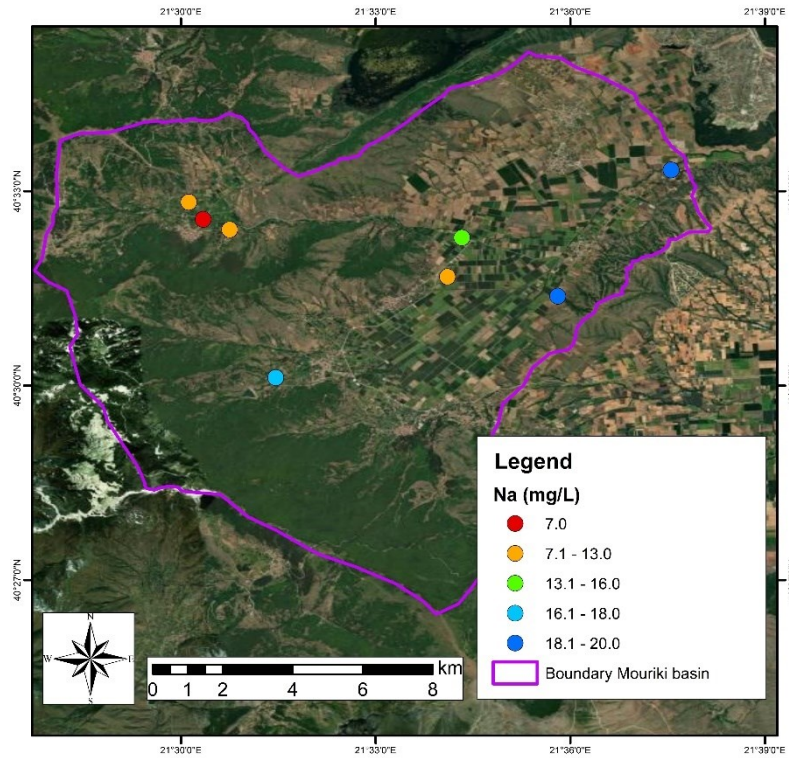 21°30'0"E 21°33'0"E 21°36'0"E 21°39'0"E
40°33'0"N
40°30'0"N
40°27'0"N
Legend
Na (mg/L)
7.0
7.1 - 13.0
13.1 - 16.0
16.1 - 18.0
18.1 - 20.0
Boundary Mouriki basin
N
W E
S
km
0 1 2 4 6 8
21°30'0"E 21°33'0"E 21°36'0"E 21°39'0"E